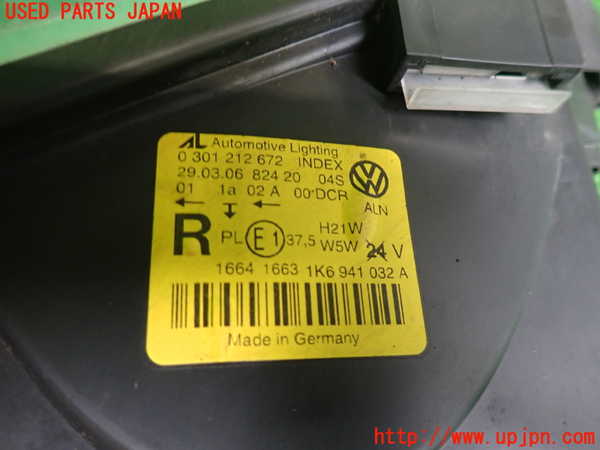 USED PARTS JAPAN
AL Automotive Lighting
0 301 212 672 INDEX
29.03.06 824 20 04S
01 1a 02 A 00 DCR
ALN
R PL E1 37,5 H21W
W5W 24 V
1664 1663 1K6 941 032 A
Made in Germany
www.upjpn.com